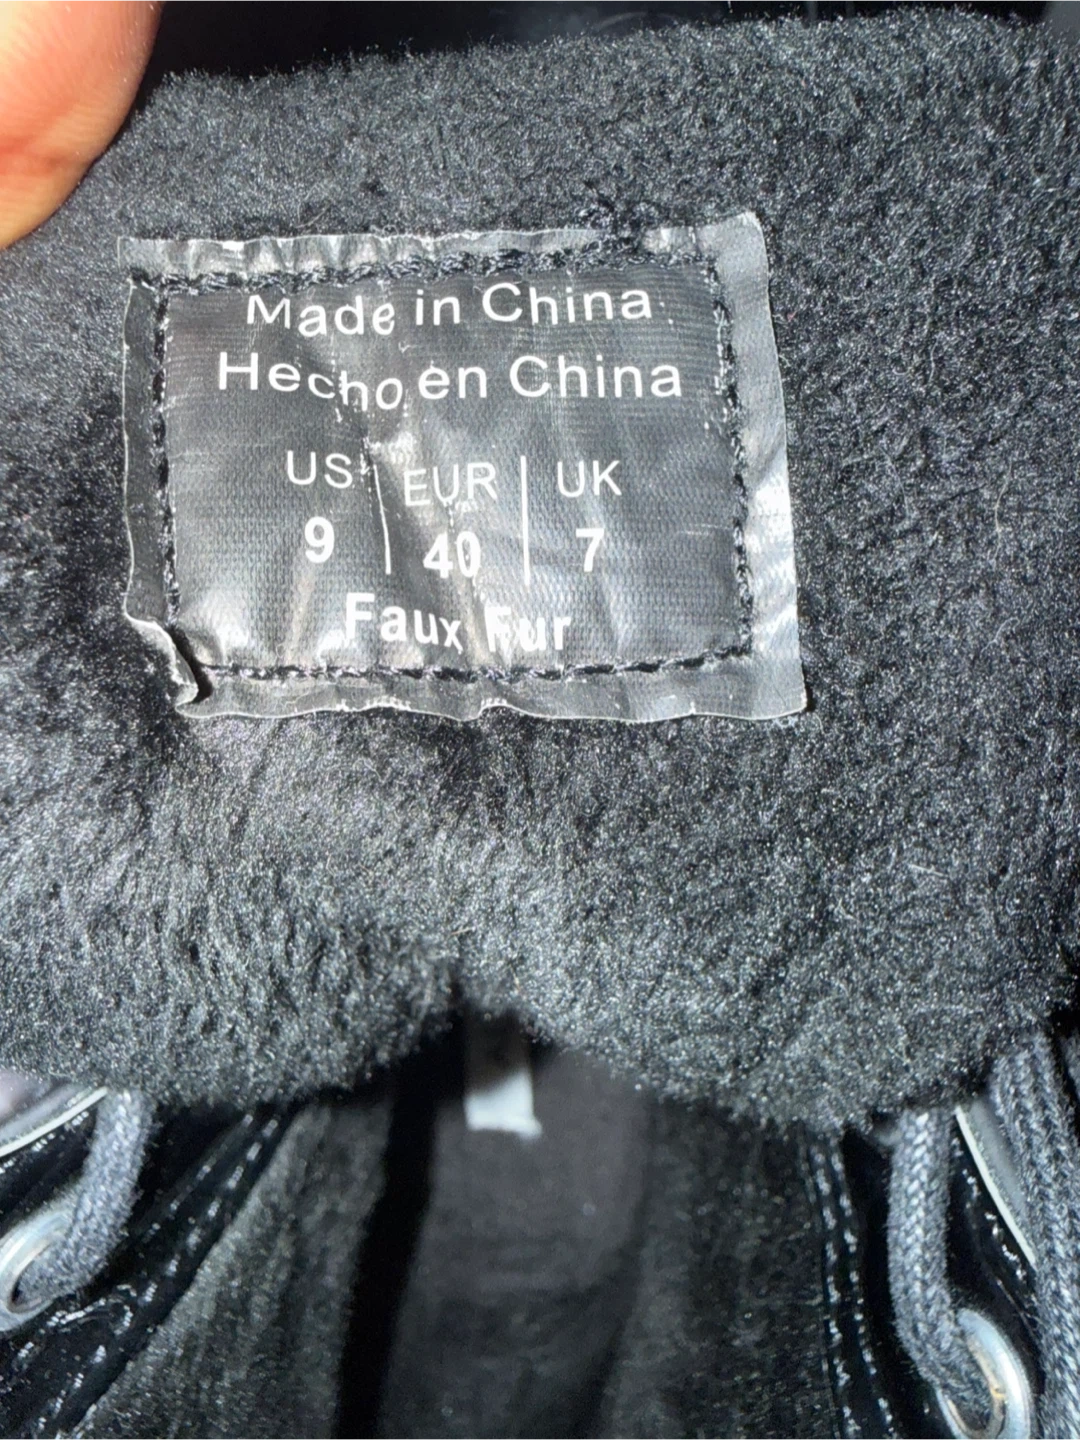 Made in China
Hecho en China
US | EUR | UK
9 | 40 | 7
Faux Fur